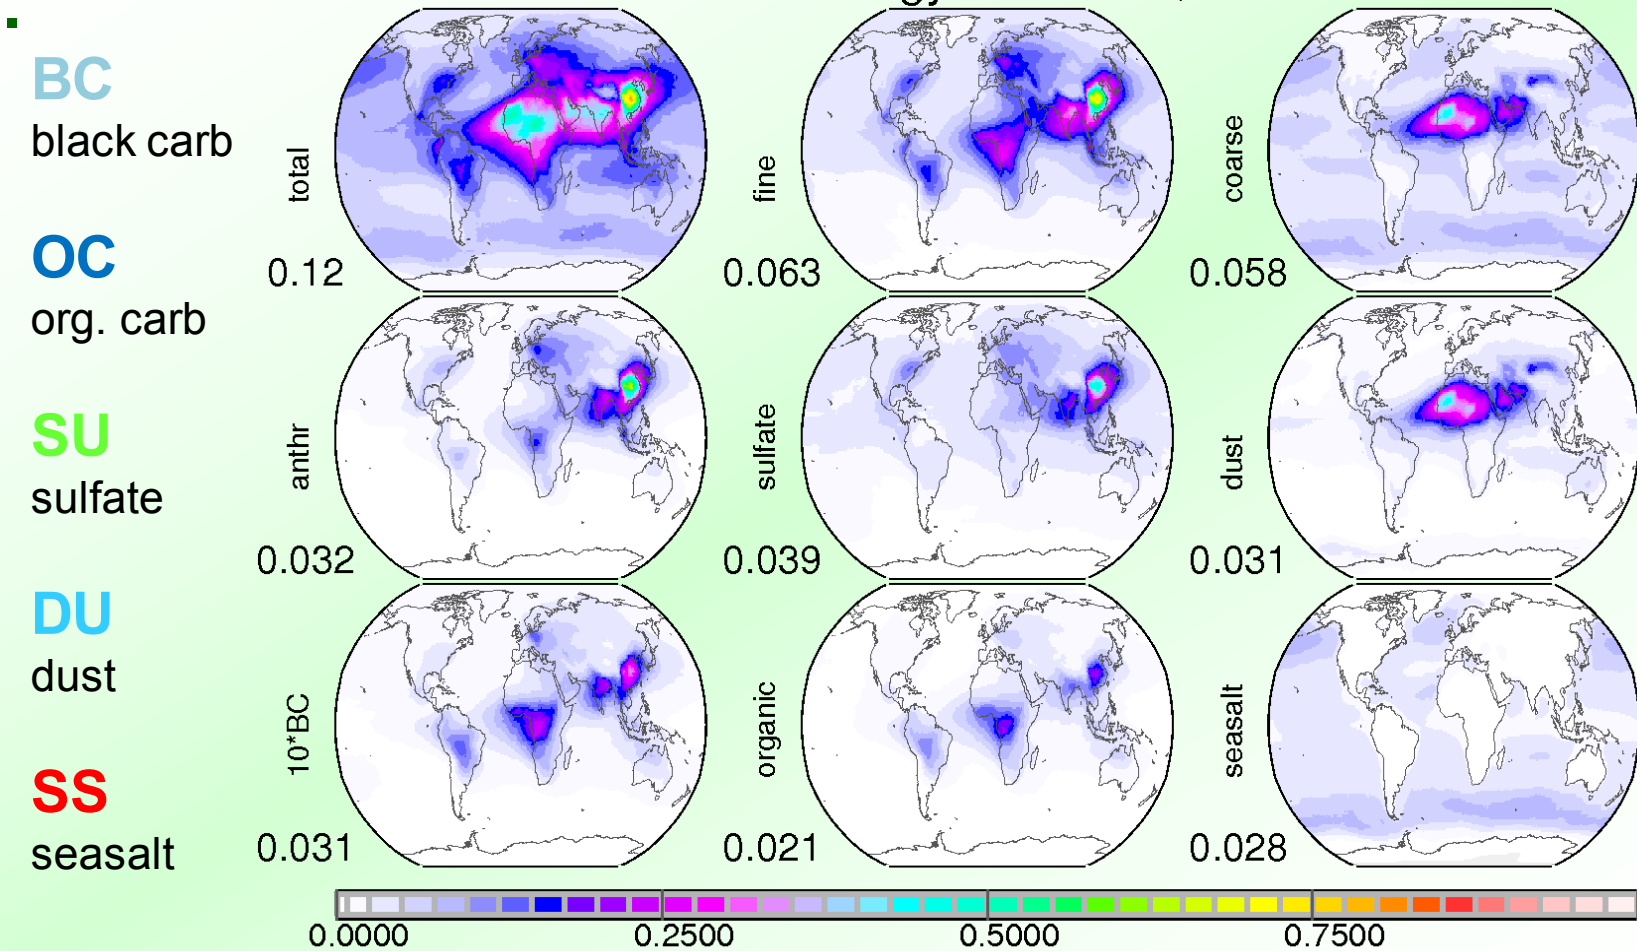 gy
BC
black carb
OC
org. carb
SU
sulfate
DU
dust
SS
seasalt
total
0.12
fine
0.063
coarse
0.058
anthr
0.032
sulfate
0.039
dust
0.031
10*BC
0.031
organic
0.021
seasalt
0.028
0.0000 0.2500 0.5000 0.7500